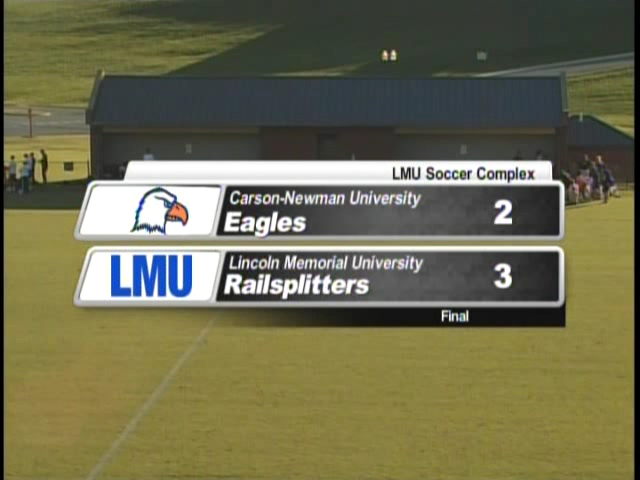 LMU Soccer Complex
Carson-Newman University
Eagles
2
LMU
Lincoln Memorial University
Railsplitters
3
Final